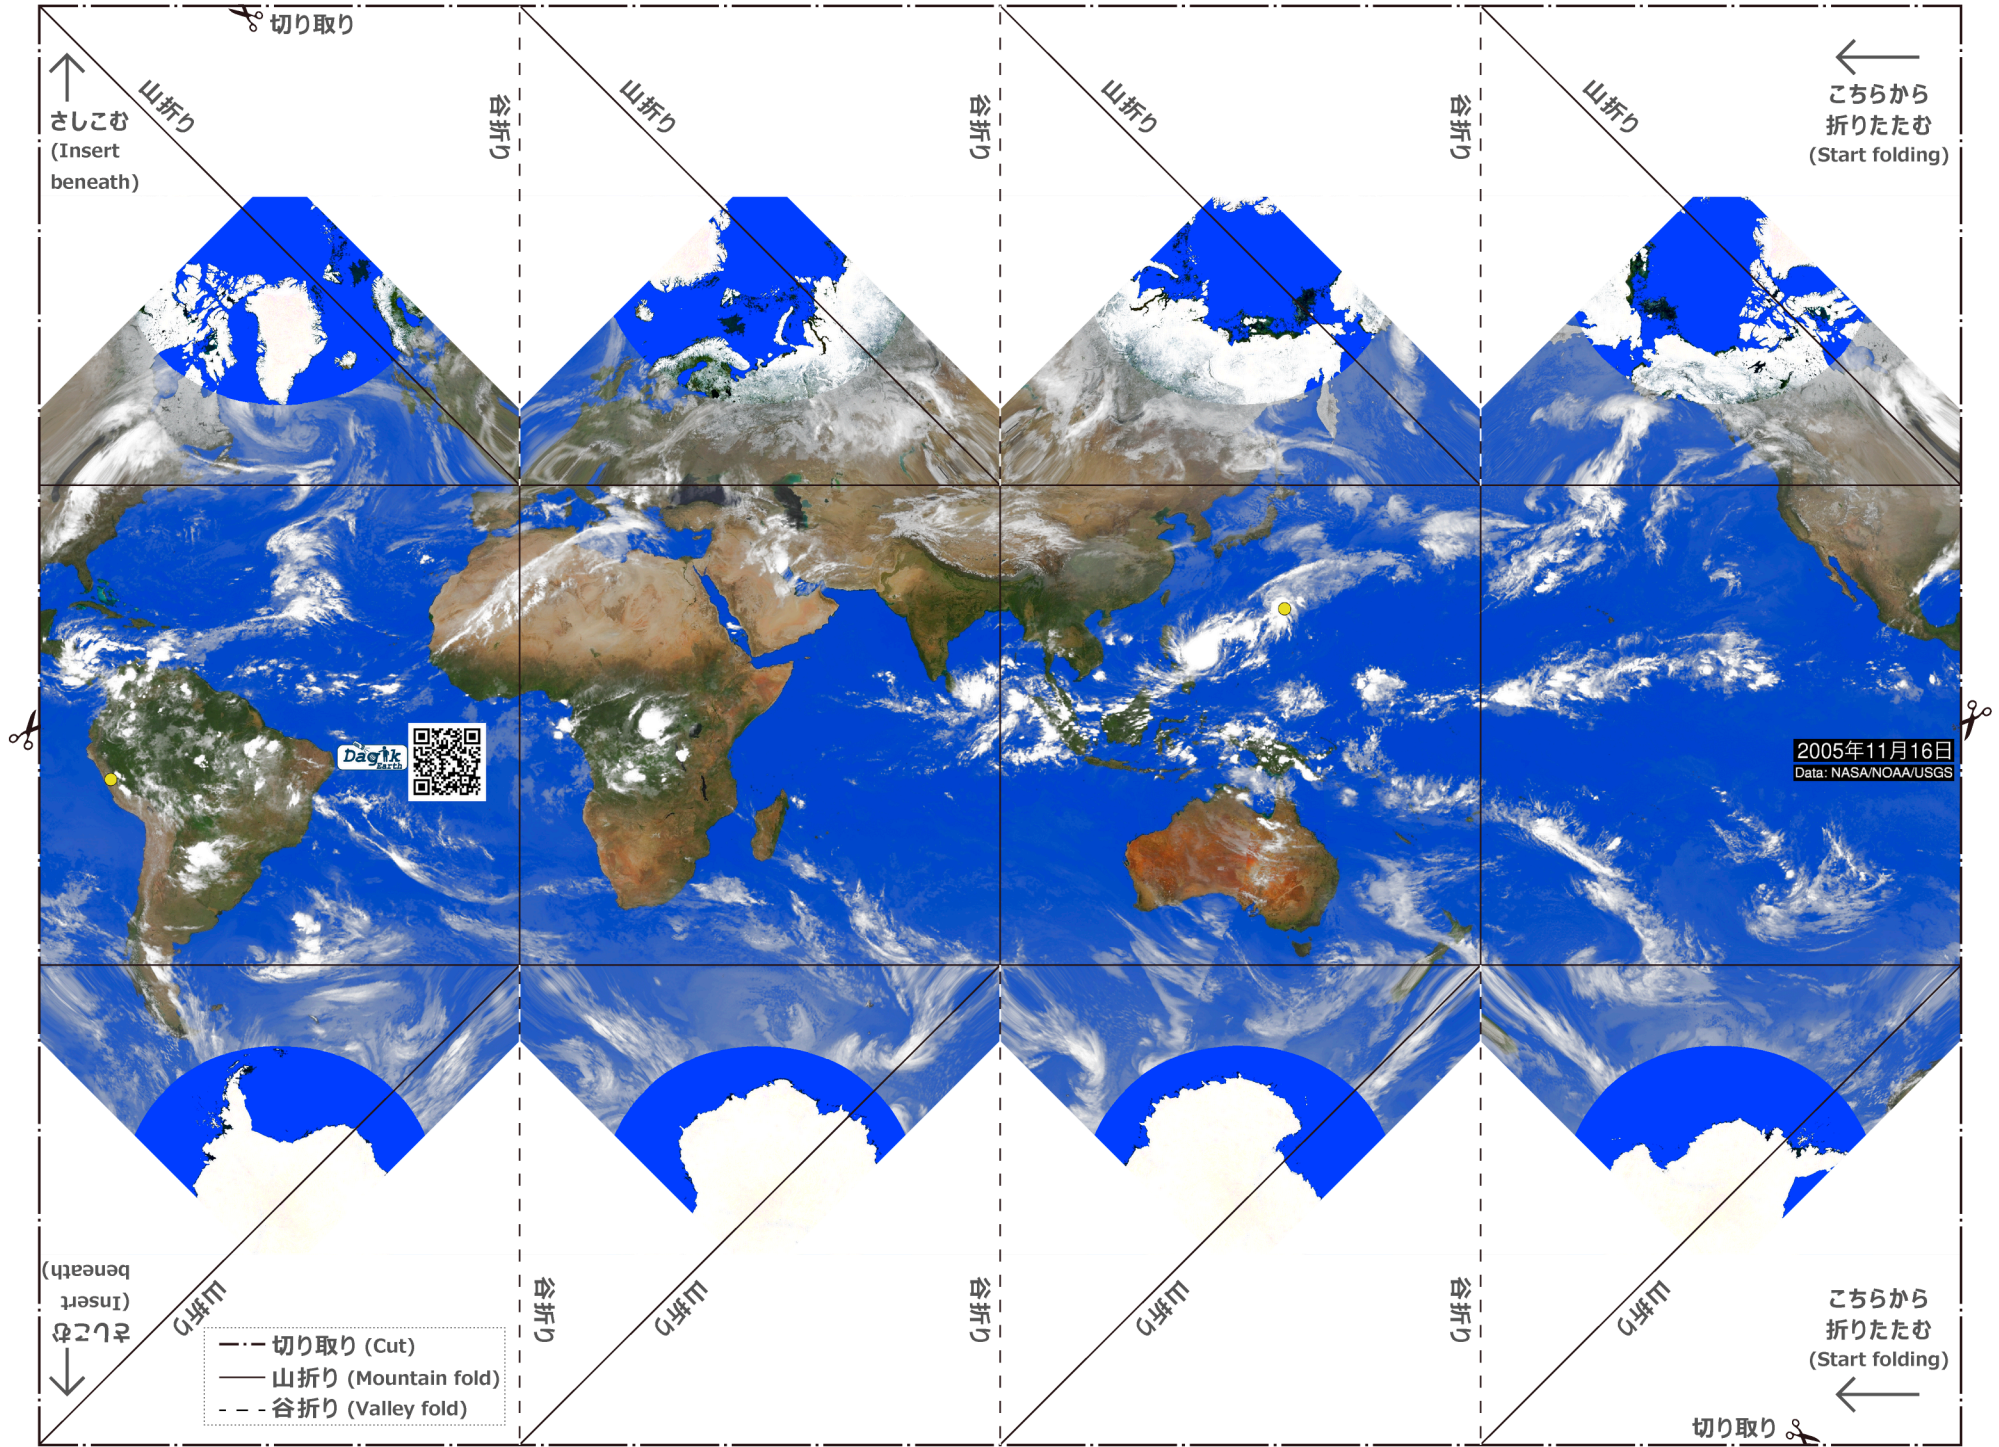 切り取り
さしこむ
(Insert
beneath)
山折り
谷折り
山折り
谷折り
山折り
谷折り
山折り
こちらから
折りたたむ
(Start folding)
Dagik
Earth
2005年11月16日
Data: NASA/NOAA/USGS
さしこむ
(Insert
beneath)
山折り
谷折り
山折り
谷折り
山折り
谷折り
山折り
こちらから
折りたたむ
(Start folding)
切り取り (Cut)
山折り (Mountain fold)
谷折り (Valley fold)
切り取り